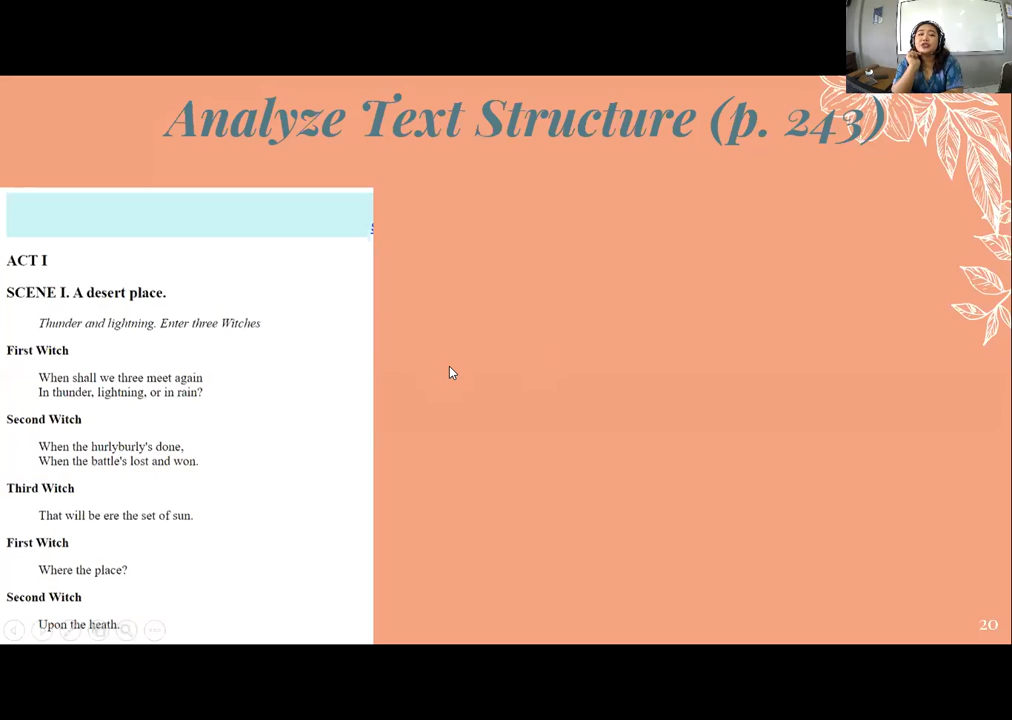 Analyze Text Structure (p. 243)
ACT I
SCENE I. A desert place.
Thunder and lightning. Enter three Witches
First Witch
When shall we three meet again
In thunder, lightning, or in rain?
Second Witch
When the hurlyburly's done,
When the battle's lost and won.
Third Witch
That will be ere the set of sun.
First Witch
Where the place?
Second Witch
Upon the heath.
20